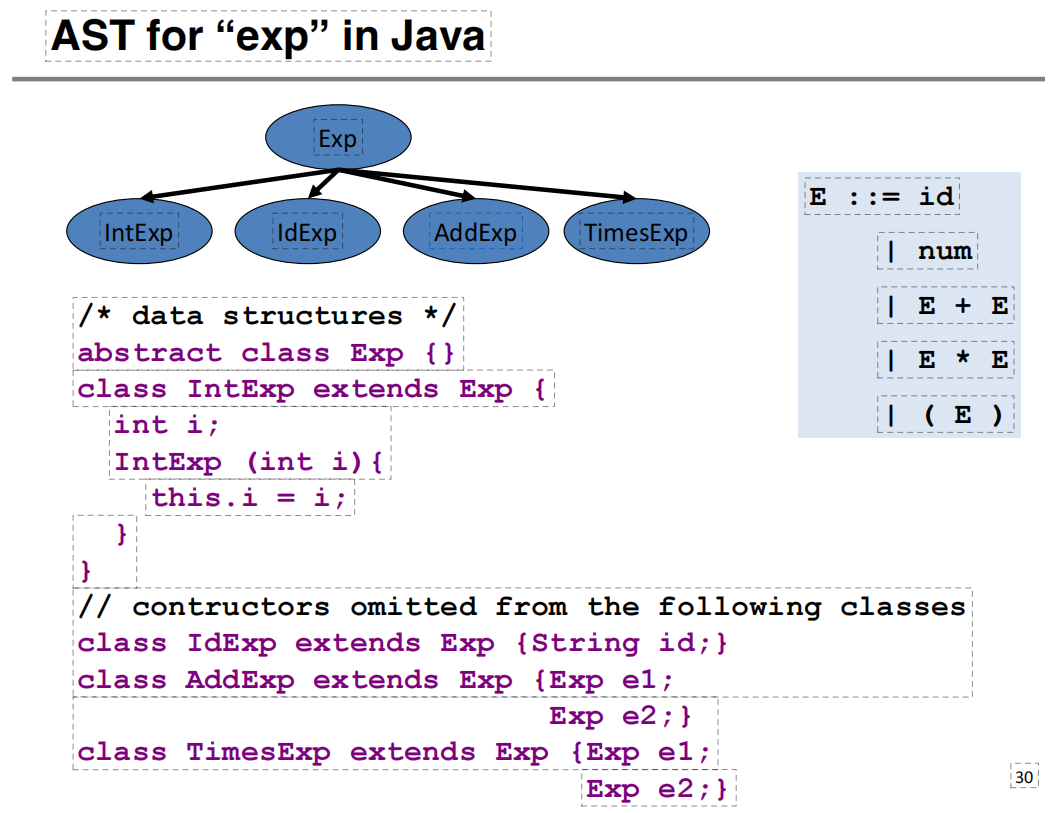 AST for “exp” in Java
Exp
IntExp
IdExp
AddExp
TimesExp
E ::= id
| num
| E + E
| E * E
| ( E )
/* data structures */
abstract class Exp {}
class IntExp extends Exp {
int i;
IntExp (int i){
this.i = i;
}
}
// contructors omitted from the following classes
class IdExp extends Exp {String id;}
class AddExp extends Exp {Exp e1;
Exp e2;}
class TimesExp extends Exp {Exp e1;
Exp e2;}
30